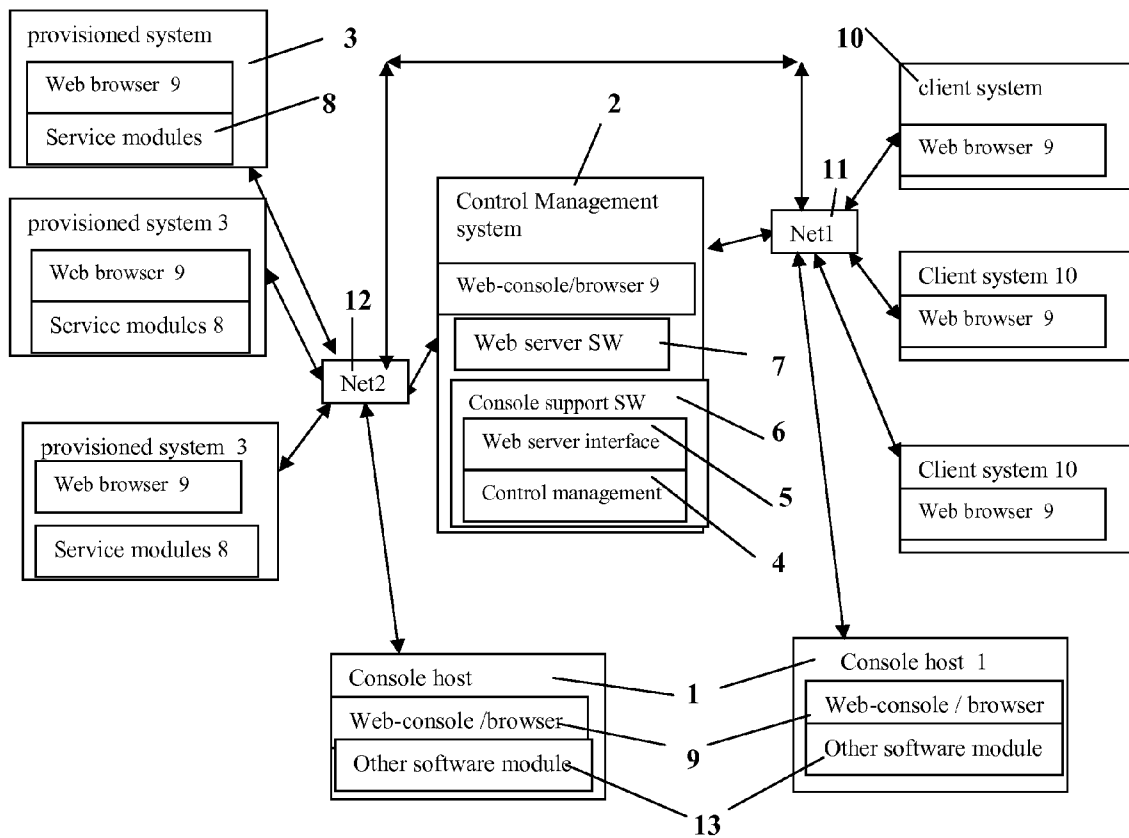 provisioned system
3
Web browser 9
Service modules
8
provisioned system 3
Web browser 9
Service modules 8
12
Net2
provisioned system 3
Web browser 9
Service modules 8
2
Control Management
system
Web-console/browser 9
Web server SW
7
Console support SW
6
Web server interface
5
Control management
4
10
client system
Web browser 9
11
Net1
Client system 10
Web browser 9
Client system 10
Web browser 9
Console host
1
Web-console /browser
9
Other software module
13
Console host 1
Web-console / browser
Other software module